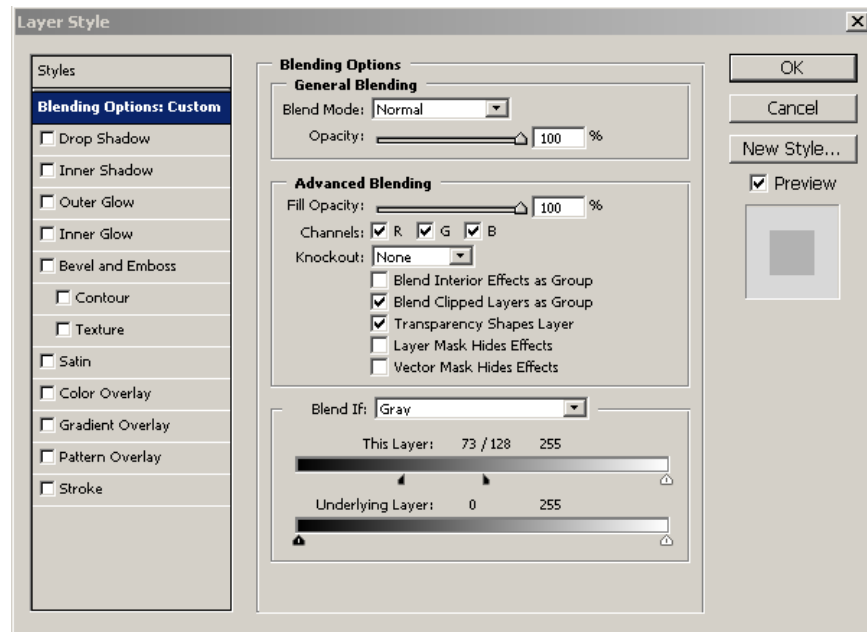 Layer Style
Styles
Blending Options: Custom
Drop Shadow
Inner Shadow
Outer Glow
Inner Glow
Bevel and Emboss
Contour
Texture
Satin
Color Overlay
Gradient Overlay
Pattern Overlay
Stroke
Blending Options
General Blending
Blend Mode: Normal
Opacity: 100 %
Advanced Blending
Fill Opacity: 100 %
Channels: R G B
Knockout: None
Blend Interior Effects as Group
Blend Clipped Layers as Group
Transparency Shapes Layer
Layer Mask Hides Effects
Vector Mask Hides Effects
Blend If: Gray
This Layer: 73 / 128 255
Underlying Layer: 0 255
OK
Cancel
New Style...
Preview